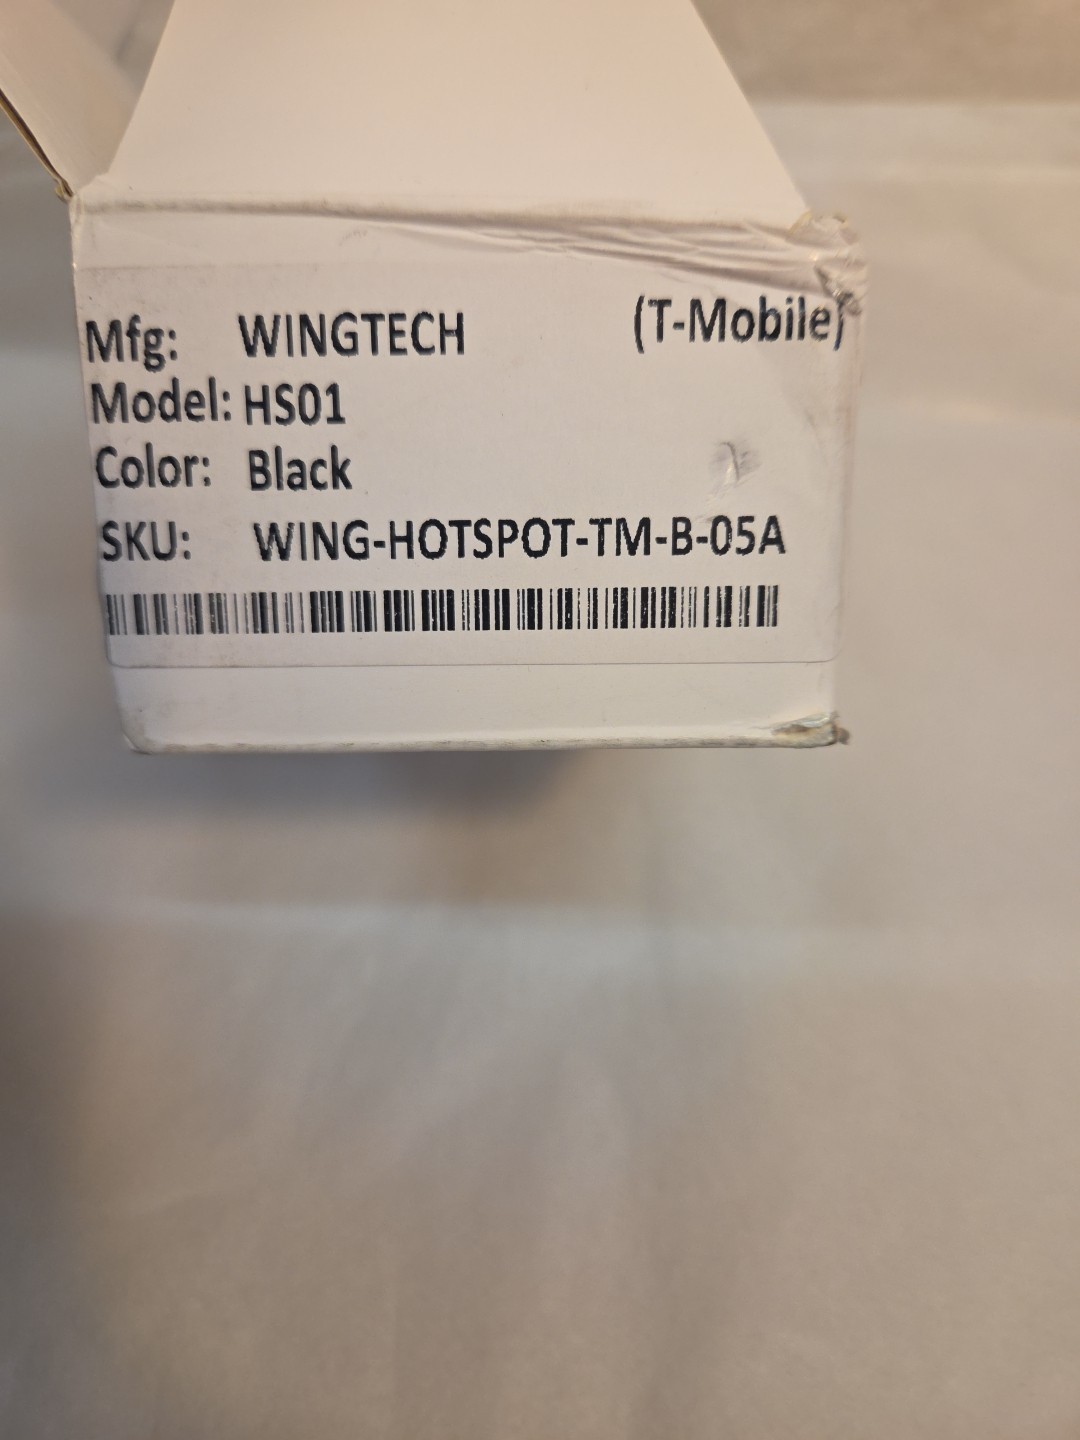 Mfg: WINGTECH (T-Mobile)
Model: HS01
Color: Black
SKU: WING-HOTSPOT-TM-B-05A